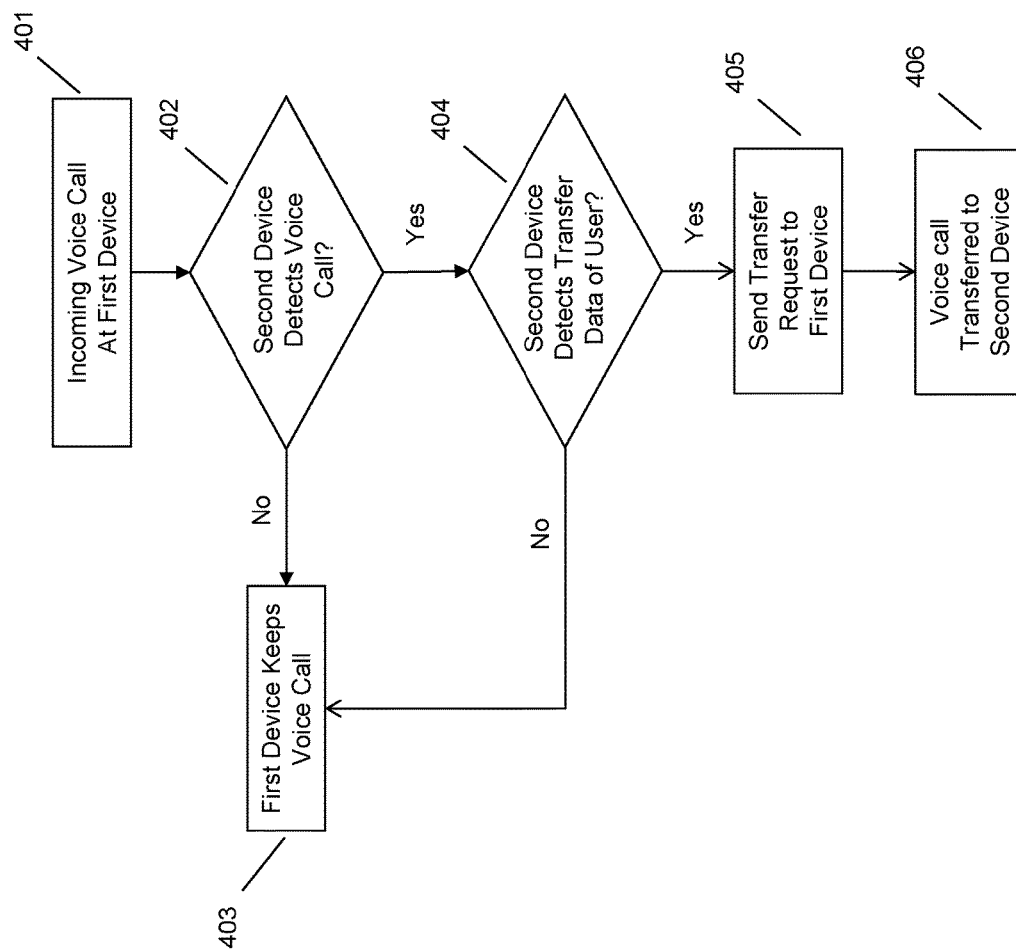 401
Incoming Voice Call
At First Device
402
Second Device
Detects Voice
Call?
No
Yes
403
First Device Keeps
Voice Call
404
Second Device
Detects Transfer
Data of User?
No
Yes
405
Send Transfer
Request to
First Device
406
Voice call
Transferred to
Second Device